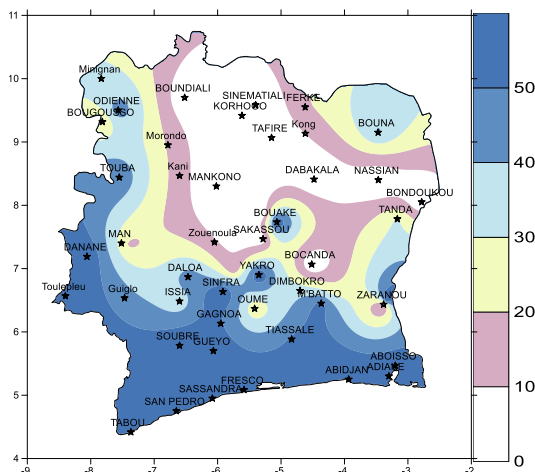 11
10
9
8
7
6
5
4
-9
-8
-7
-6
-5
-4
-3
-2
Minignan
ODIENNE
BOUGOUSSO
BOUNDIALI
SINEMATIALI
FERKE
KORHOGO
TAFIRE
Kong
BOUNA
Morondo
TOUBA
Kani
MANKONO
DABAKALA
NASSIAN
BONDOUKOU
TANDA
BOUAKE
SAKASSOU
Zouenoula
MAN
DANANE
BOCANDA
YAKRO
DALOA
SINFRA
DIMBOKRO
Toulepleu
Guiglo
ISSIA
OUME
M'BATTO
ZARANOU
GAGNOA
TIASSALE
SOUBRE
GUEYO
ABOISSO
ADIAKE
ABIDJAN
FRESCO
SASSANDRA
SAN PEDRO
TABOU
50
40
30
20
10
0